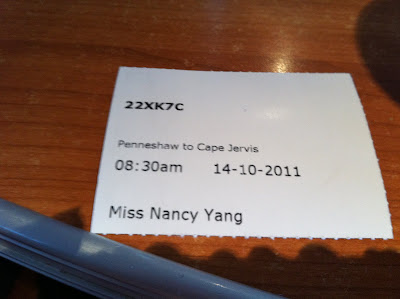 22XK7C
Penneshaw to Cape Jervis
08:30am 14-10-2011
Miss Nancy Yang